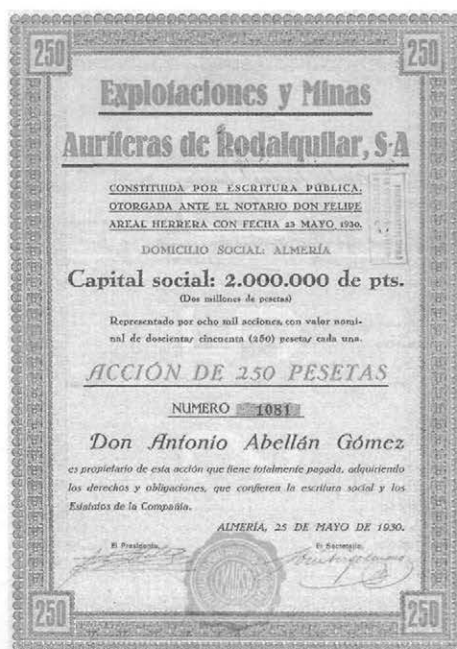 250 250
Explotaciones y Minas
Auríferas de Rodalquilar, S-A
CONSTITUIDA POR ESCRITURA PÚBLICA,
OTORGADA ANTE EL NOTARIO DON FELIPE
AREAL HERRERA CON FECHA 23 MAYO 1930.
DOMICILIO SOCIAL: ALMERÍA
Capital social: 2.000.000 de pts.
(Dos millones de pesetas)
Representado por ocho mil acciones, con valor nomi-
nal de doscientas cincuenta (250) pesetas cada una.
ACCIÓN DE 250 PESETAS
NUMERO 1081
Don Antonio Abellán Gómez
es propietario de esta acción que tiene totalmente pagada, adquiriendo
los derechos y obligaciones, que confieren la escritura social y los
Estatutos de la Compañía.
ALMERÍA, 25 DE MAYO DE 1930.
El Presidente, El Secretario,
250 250